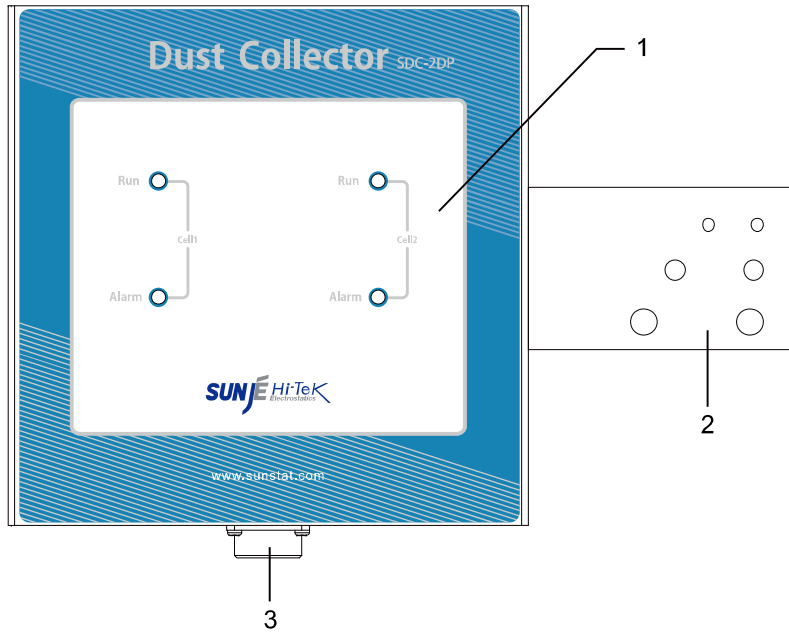 Dust Collector SDC-2DP
1
Run
Run
Cell1
Cell2
Alarm
Alarm
SUNJE Hi-TeK
Electrostatics
www.sunstat.com
2
3